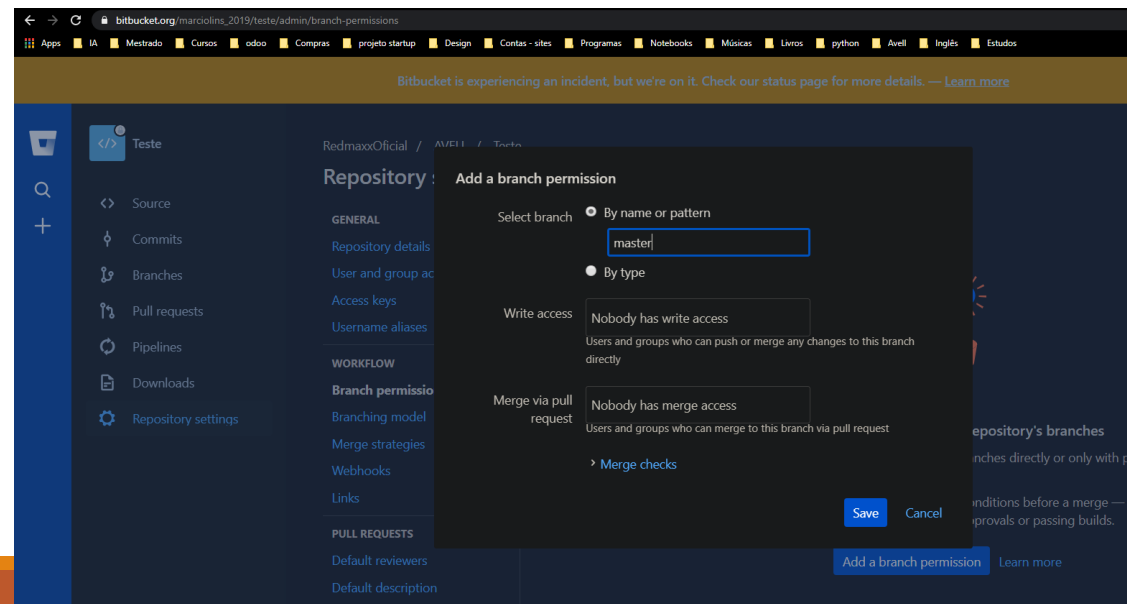 bitbucket.org/marciolins_2019/teste/admin/branch-permissions
Apps IA Mestrado Cursos odoo Compras projeto startup Design Contas - sites Programas Notebooks Músicas Livros python Avell Inglês Estudos
Bitbucket is experiencing an incident, but we're on it. Check our status page for more details. — Learn more
Teste
Source
Commits
Branches
Pull requests
Pipelines
Downloads
Repository settings
RedmaxxOficial / AVELL / Teste
Repository s
GENERAL
Repository details
User and group ac
Access keys
Username aliases
WORKFLOW
Branch permissio
Branching model
Merge strategies
Webhooks
Links
PULL REQUESTS
Default reviewers
Default description
Add a branch permission
Select branch
By name or pattern
master
By type
Write access
Nobody has write access
Users and groups who can push or merge any changes to this branch
directly
Merge via pull
request
Nobody has merge access
Users and groups who can merge to this branch via pull request
Merge checks
Save Cancel
epository's branches
nches directly or only with p
nditions before a merge —
provals or passing builds.
Add a branch permission Learn more